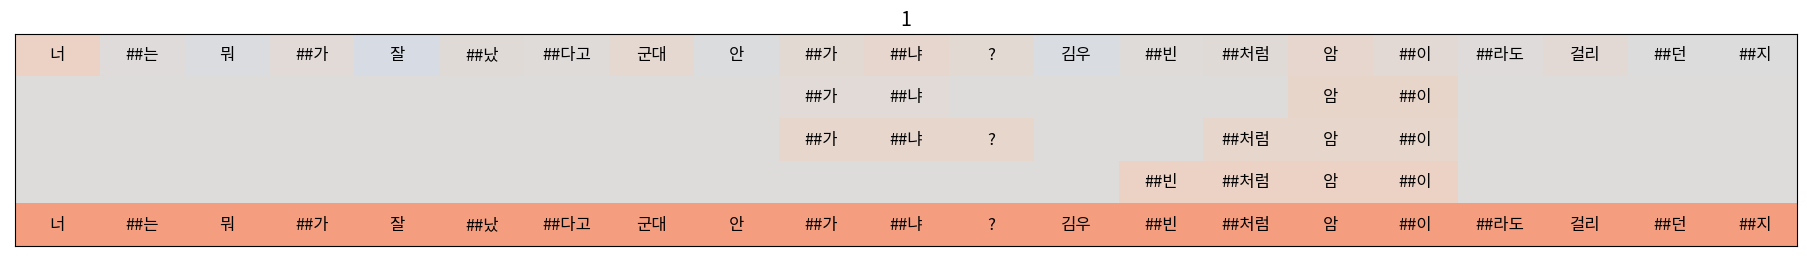 1
너 ##는 뭐 ##가 잘 ##났 ##다고 군대 안 ##가 ##냐 ? 김우 ##빈 ##처럼 암 ##이 ##라도 걸리 ##던 ##지
##가 ##냐 암 ##이
##가 ##냐 ? ##처럼 암 ##이
##빈 ##처럼 암 ##이
너 ##는 뭐 ##가 잘 ##났 ##다고 군대 안 ##가 ##냐 ? 김우 ##빈 ##처럼 암 ##이 ##라도 걸리 ##던 ##지